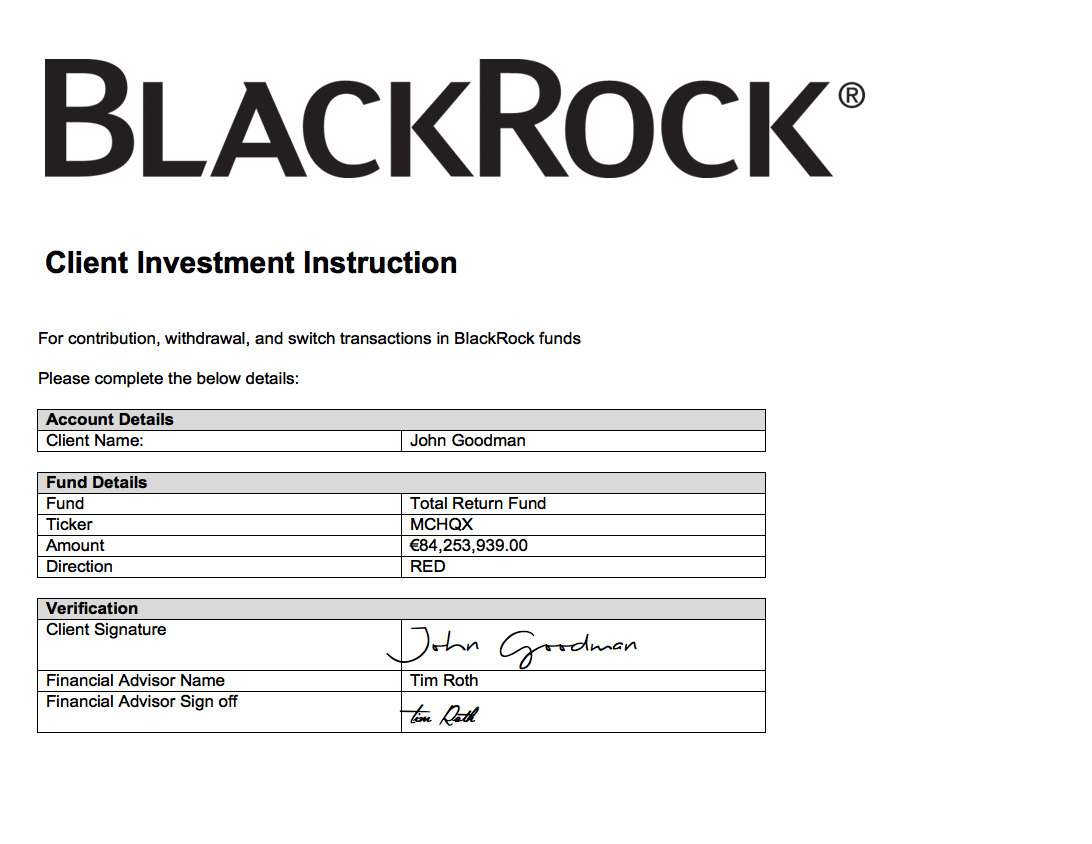 BLACKROCK®
Client Investment Instruction
For contribution, withdrawal, and switch transactions in BlackRock funds
Please complete the below details:
Account Details
Client Name: John Goodman
Fund Details
Fund Total Return Fund
Ticker MCHQX
Amount €84,253,939.00
Direction RED
Verification
Client Signature John Goodman
Financial Advisor Name Tim Roth
Financial Advisor Sign off Tim Roth